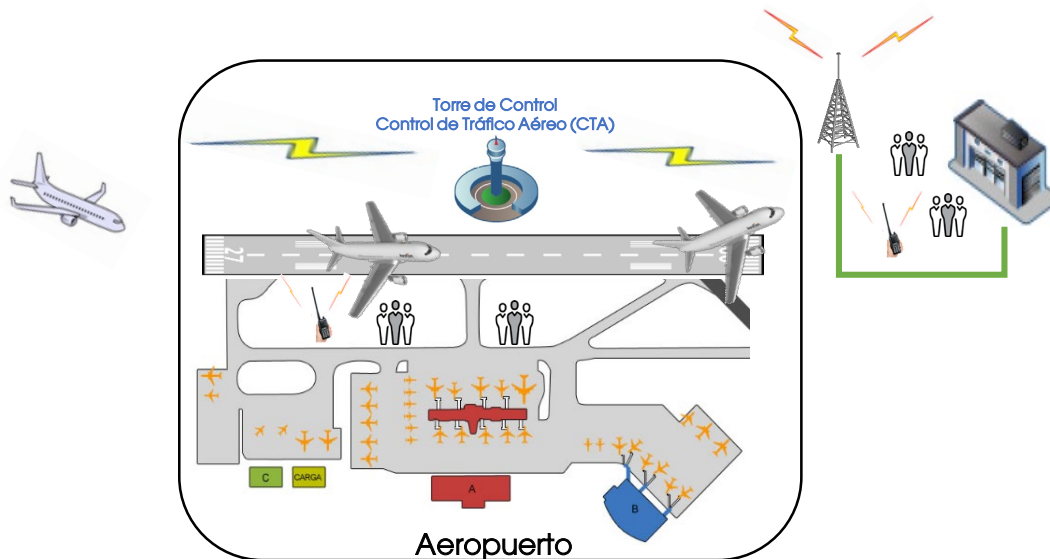 Torre de Control
Control de Tráfico Aéreo (CTA)
27
C
CARGA
A
B
Aeropuerto